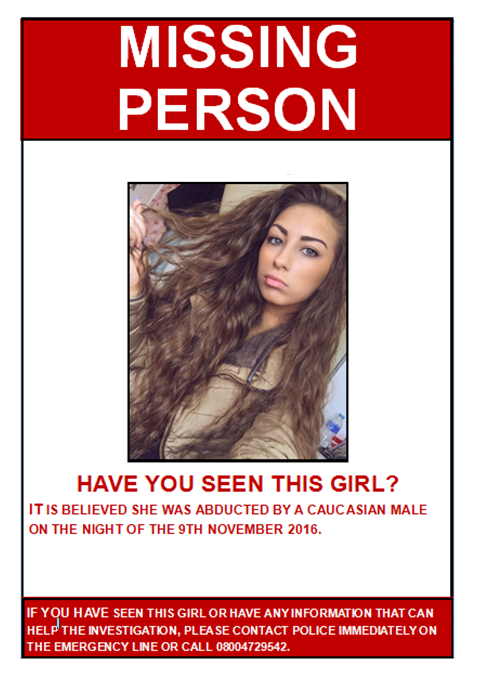 MISSING
PERSON
HAVE YOU SEEN THIS GIRL?
IT IS BELIEVED SHE WAS ABDUCTED BY A CAUCASIAN MALE
ON THE NIGHT OF THE 9TH NOVEMBER 2016.
IF YOU HAVE SEEN THIS GIRL OR HAVE ANY INFORMATION THAT CAN
HELP THE INVESTIGATION, PLEASE CONTACT POLICE IMMEDIATELY ON
THE EMERGENCY LINE OR CALL 08004729542.